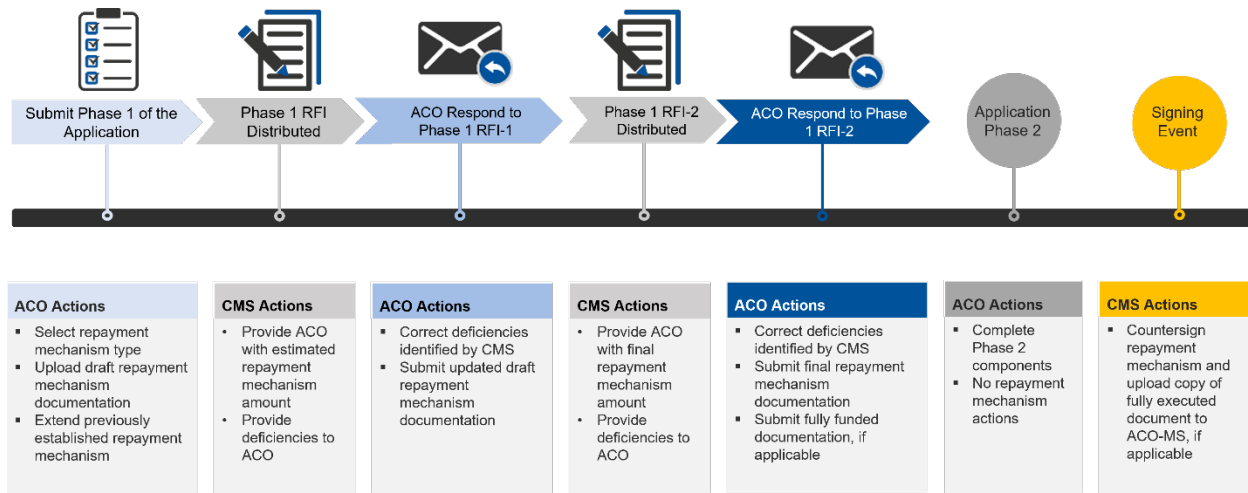 Submit Phase 1 of the
Application
Phase 1 RFI
Distributed
ACO Respond to
Phase 1 RFI-1
Phase 1 RFI-2
Distributed
ACO Respond to Phase
1 RFI-2
Application
Phase 2
Signing
Event
ACO Actions
▪ Select repayment
mechanism type
▪ Upload draft repayment
mechanism
documentation
▪ Extend previously
established repayment
mechanism
CMS Actions
• Provide ACO
with estimated
repayment
mechanism
amount
• Provide
deficiencies to
ACO
ACO Actions
▪ Correct deficiencies
identified by CMS
▪ Submit updated draft
repayment
mechanism
documentation
CMS Actions
• Provide ACO
with final
repayment
mechanism
amount
• Provide
deficiencies to
ACO
ACO Actions
▪ Correct deficiencies
identified by CMS
▪ Submit final repayment
mechanism
documentation
▪ Submit fully funded
documentation, if
applicable
ACO Actions
▪ Complete
Phase 2
components
▪ No repayment
mechanism
actions
CMS Actions
▪ Countersign
repayment
mechanism and
upload copy of
fully executed
document to
ACO-MS, if
applicable